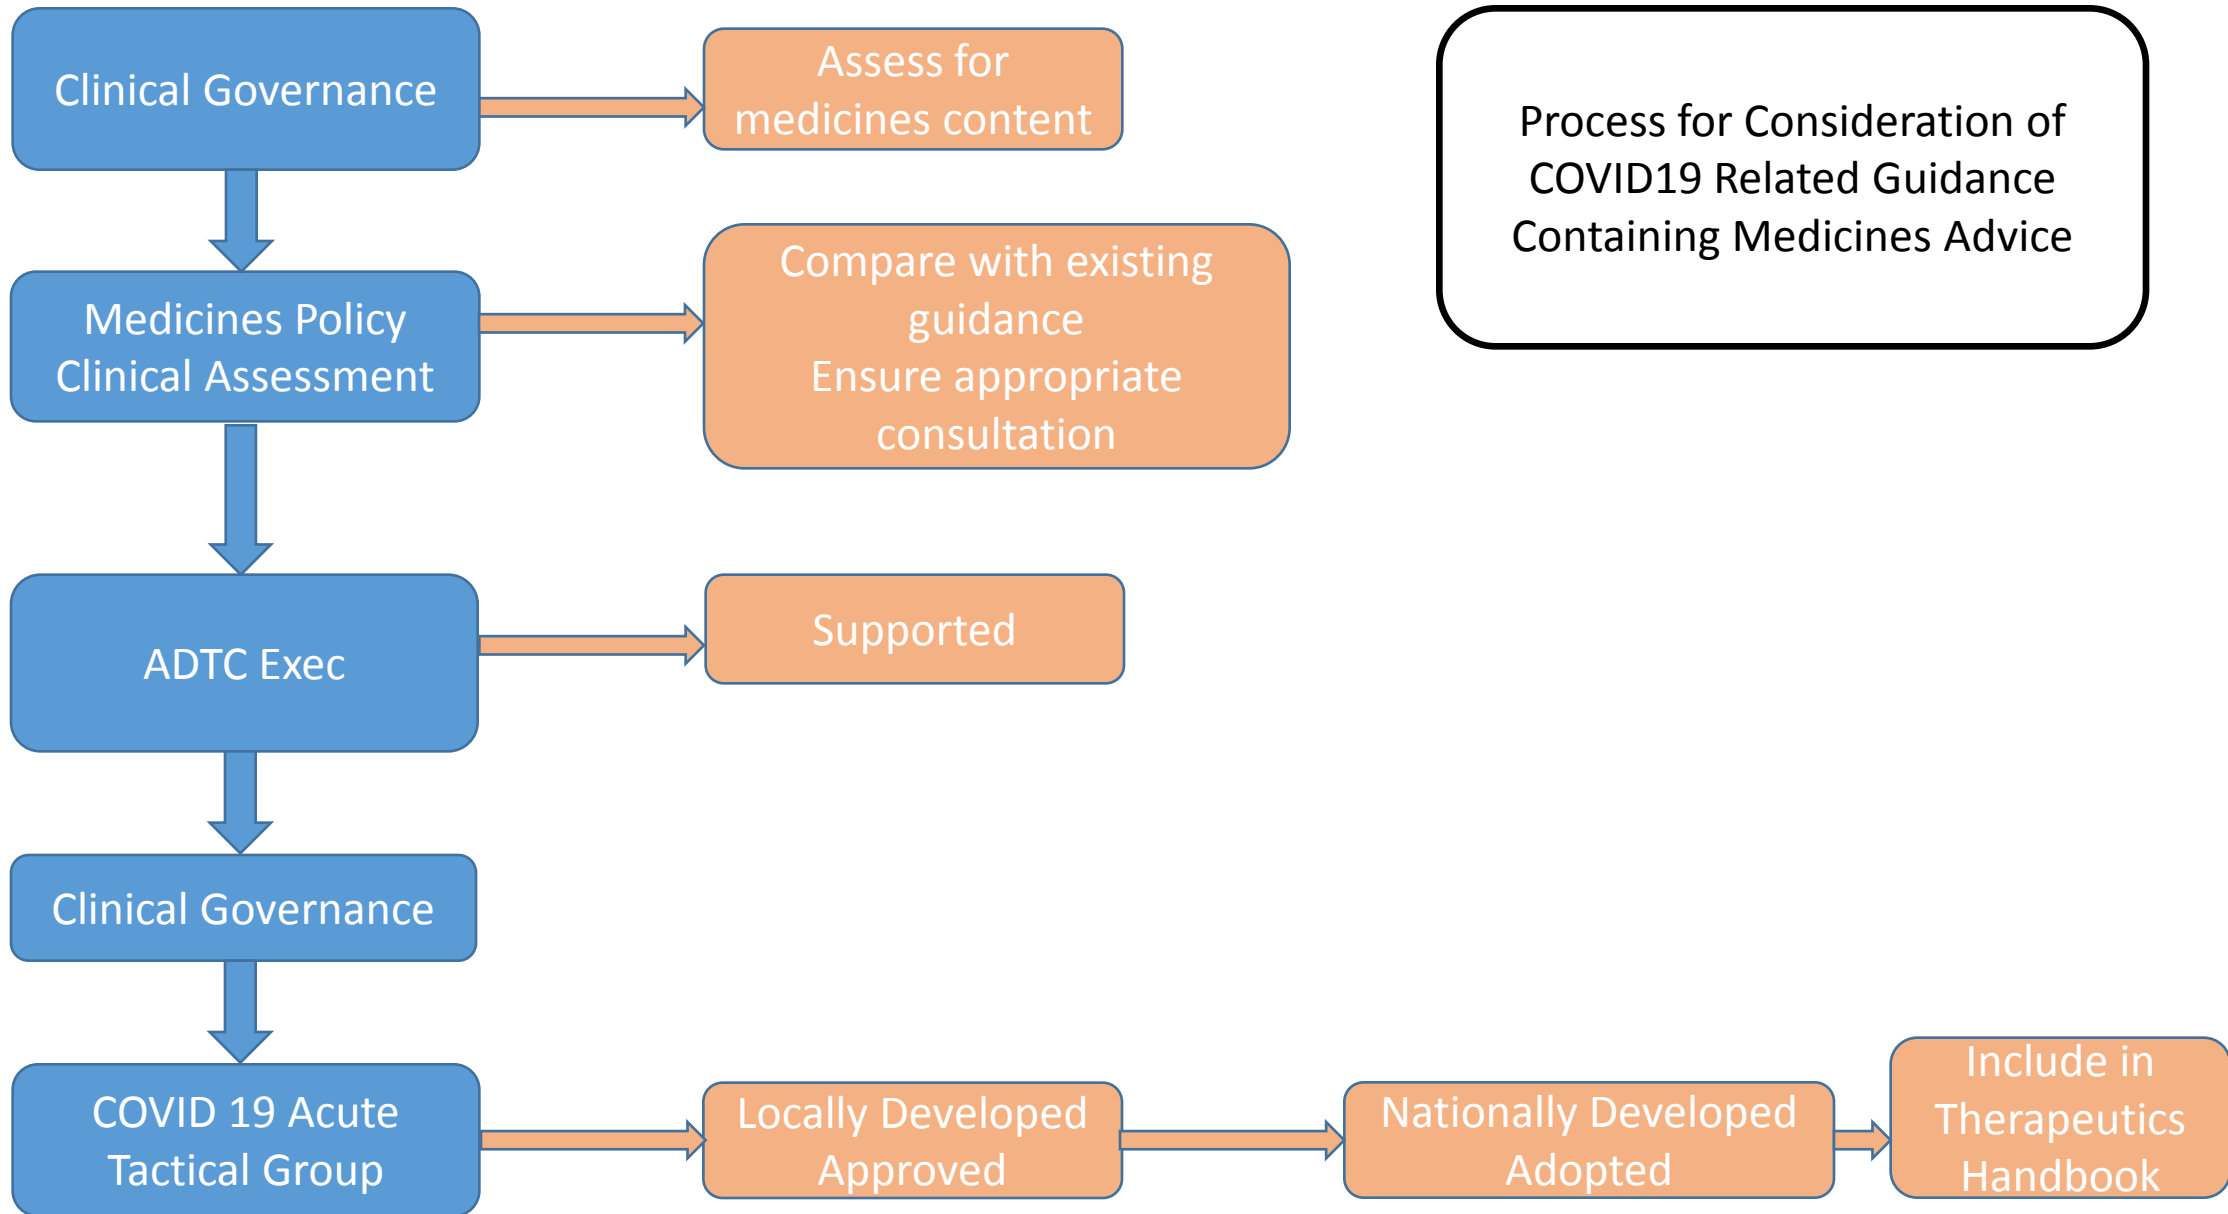 Clinical Governance
Assess for
medicines content
Process for Consideration of
COVID19 Related Guidance
Containing Medicines Advice
Medicines Policy
Clinical Assessment
Compare with existing
guidance
Ensure appropriate
consultation
ADTC Exec
Supported
Clinical Governance
COVID 19 Acute
Tactical Group
Locally Developed
Approved
Nationally Developed
Adopted
Include in
Therapeutics
Handbook